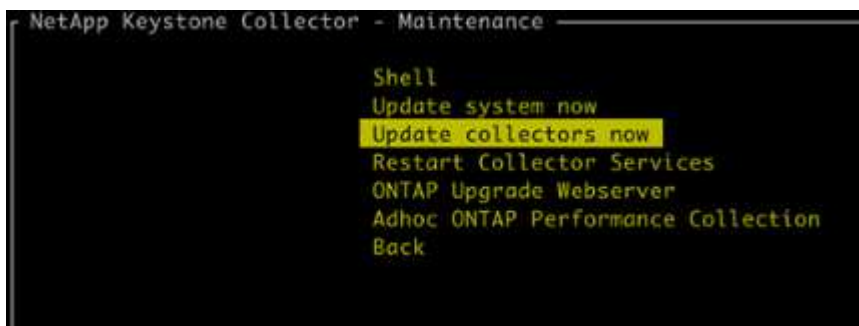 NetApp Keystone Collector - Maintenance
Shell
Update system now
Update collectors now
Restart Collector Services
ONTAP Upgrade Webserver
Adhoc ONTAP Performance Collection
Back